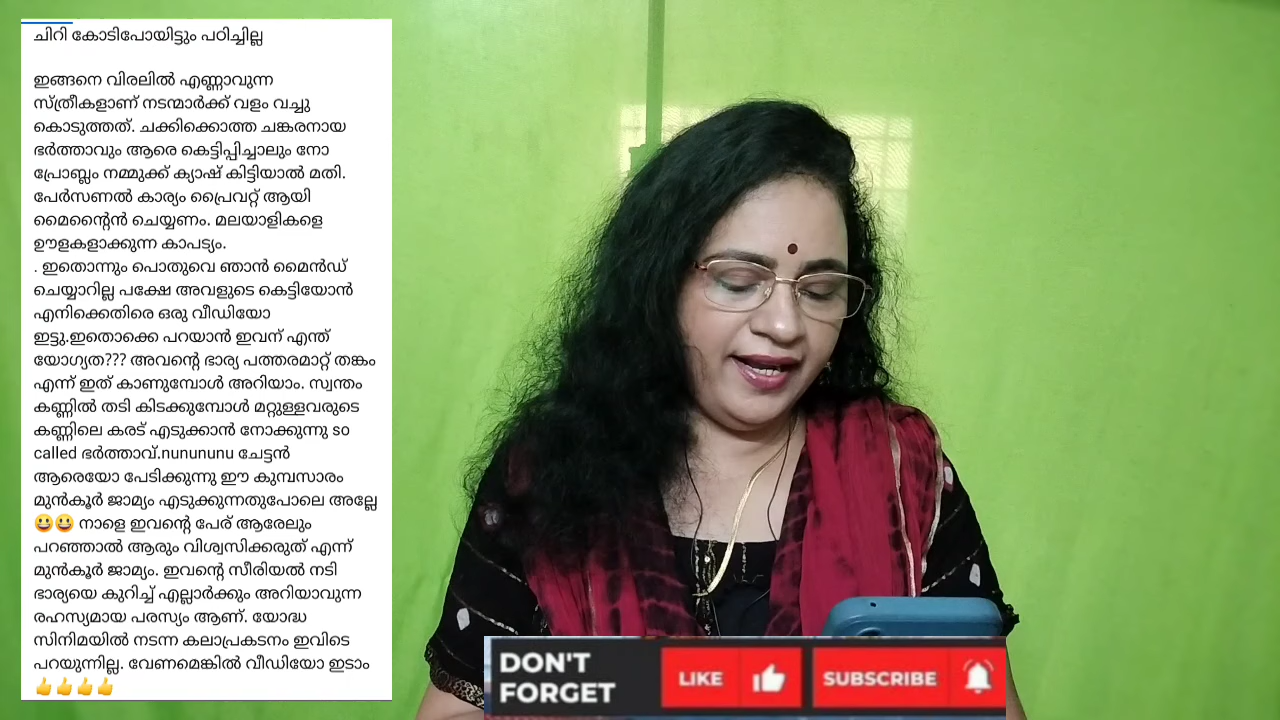 ചിറി കോടിപോയിട്ടും പഠിച്ചില്ല
ഇങ്ങനെ വിരലിൽ എണ്ണാവുന്ന
സ്ത്രീകളാണ് നടന്മാർക്ക് വളം വച്ചു
കൊടുത്തത്. ചക്കിക്കൊത്ത ചങ്കരനായ
ഭർത്താവും ആരെ കെട്ടിപ്പിച്ചാലും നോ
പ്രോബ്ലം നമ്മുക്ക് ക്യാഷ് കിട്ടിയാൽ മതി.
പേർസണൽ കാര്യം പ്രൈവറ്റ് ആയി
മൈന്റൈൻ ചെയ്യണം. മലയാളികളെ
ഊളകളാക്കുന്ന കാപട്യം.
. ഇതൊന്നും പൊതുവെ ഞാൻ മൈൻഡ്
ചെയ്യാറില്ല പക്ഷേ അവളുടെ കെട്ടിയോൻ
എനിക്കെതിരെ ഒരു വീഡിയോ
ഇട്ടു.ഇതൊക്കെ പറയാൻ ഇവന് എന്ത്
യോഗ്യത??? അവന്റെ ഭാര്യ പത്തരമാറ്റ് തങ്കം
എന്ന് ഇത് കാണുമ്പോൾ അറിയാം. സ്വന്തം
കണ്ണിൽ തടി കിടക്കുമ്പോൾ മറ്റുള്ളവരുടെ
കണ്ണിലെ കരട് എടുക്കാൻ നോക്കുന്നു so
called ഭർത്താവ്.nunununu ചേട്ടൻ
ആരെയോ പേടിക്കുന്നു ഈ കുമ്പസാരം
മുൻ‌കൂർ ജാമ്യം എടുക്കുന്നതുപോലെ അല്ലേ
😃😃 നാളെ ഇവന്റെ പേര് ആരേലും
പറഞ്ഞാൽ ആരും വിശ്വസിക്കരുത് എന്ന്
മുൻ‌കൂർ ജാമ്യം. ഇവന്റെ സീരിയൽ നടി
ഭാര്യയെ കുറിച്ച് എല്ലാർക്കും അറിയാവുന്ന
രഹസ്യമായ പരസ്യം ആണ്. യോദ്ധ
സിനിമയിൽ നടന്ന കലാപ്രകടനം ഇവിടെ
പറയുന്നില്ല. വേണമെങ്കിൽ വീഡിയോ ഇടാം
👍👍👍👍
DON'T
FORGET
LIKE
SUBSCRIBE